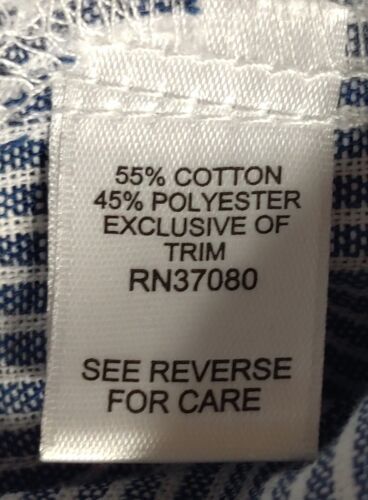 55% COTTON
45% POLYESTER
EXCLUSIVE OF
TRIM
RN37080
SEE REVERSE
FOR CARE